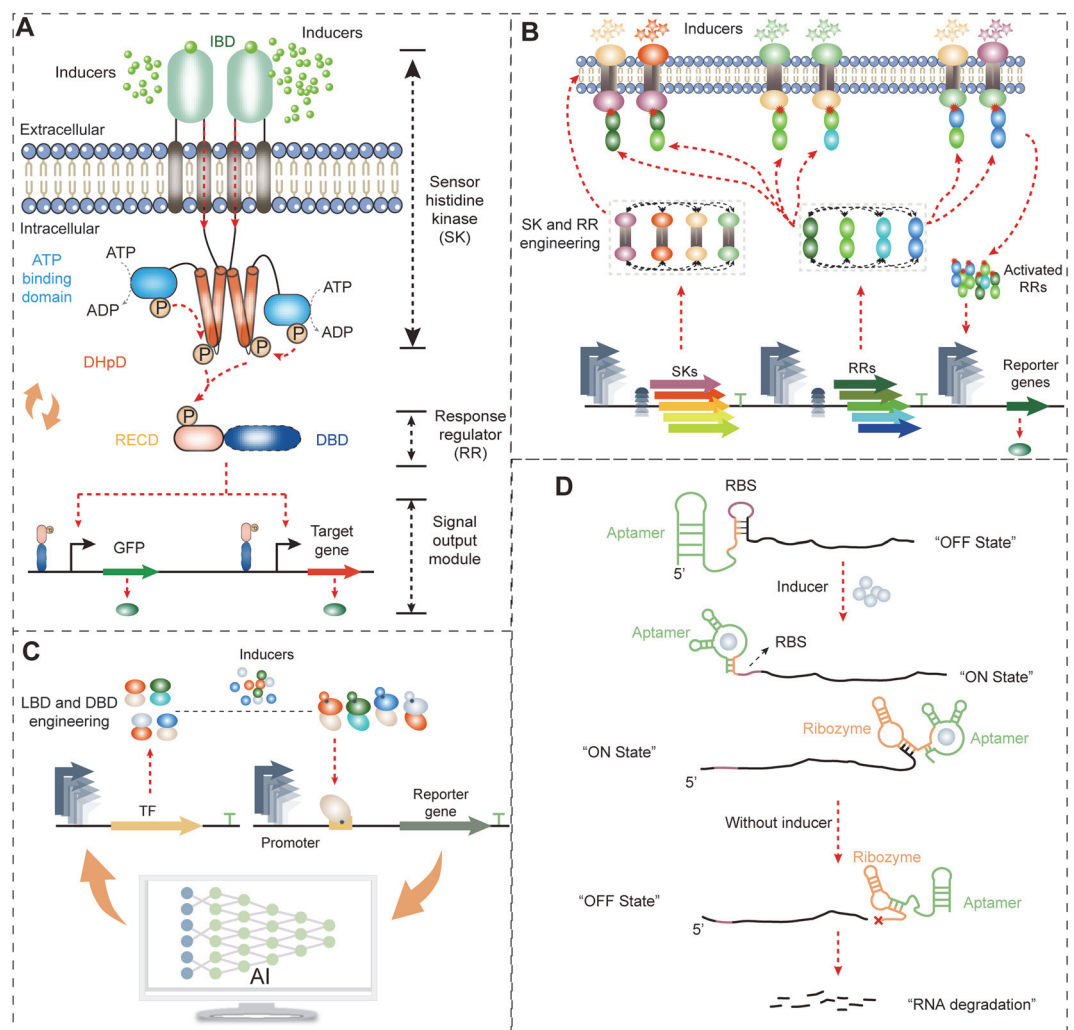 A
IBD
Inducers
Inducers
Extracellular
Intracellular
Sensor
histidine
kinase
(SK)
ATP
binding
domain
ATP
ADP
P
P
P
P
ATP
ADP
DHpD
P
RECD
DBD
Response
regulator
(RR)
GFP
Target
gene
Signal
output
module
B
Inducers
SK and RR
engineering
Activated
RRs
SKs
RRs
Reporter
genes
C
Inducers
LBD and DBD
engineering
TF
Promoter
Reporter
gene
AI
D
RBS
Aptamer
5’
“OFF State”
Inducer
Aptamer
RBS
“ON State”
Ribozyme
Aptamer
“ON State”
5’
Without inducer
Ribozyme
“OFF State”
Aptamer
5’
“RNA degradation”